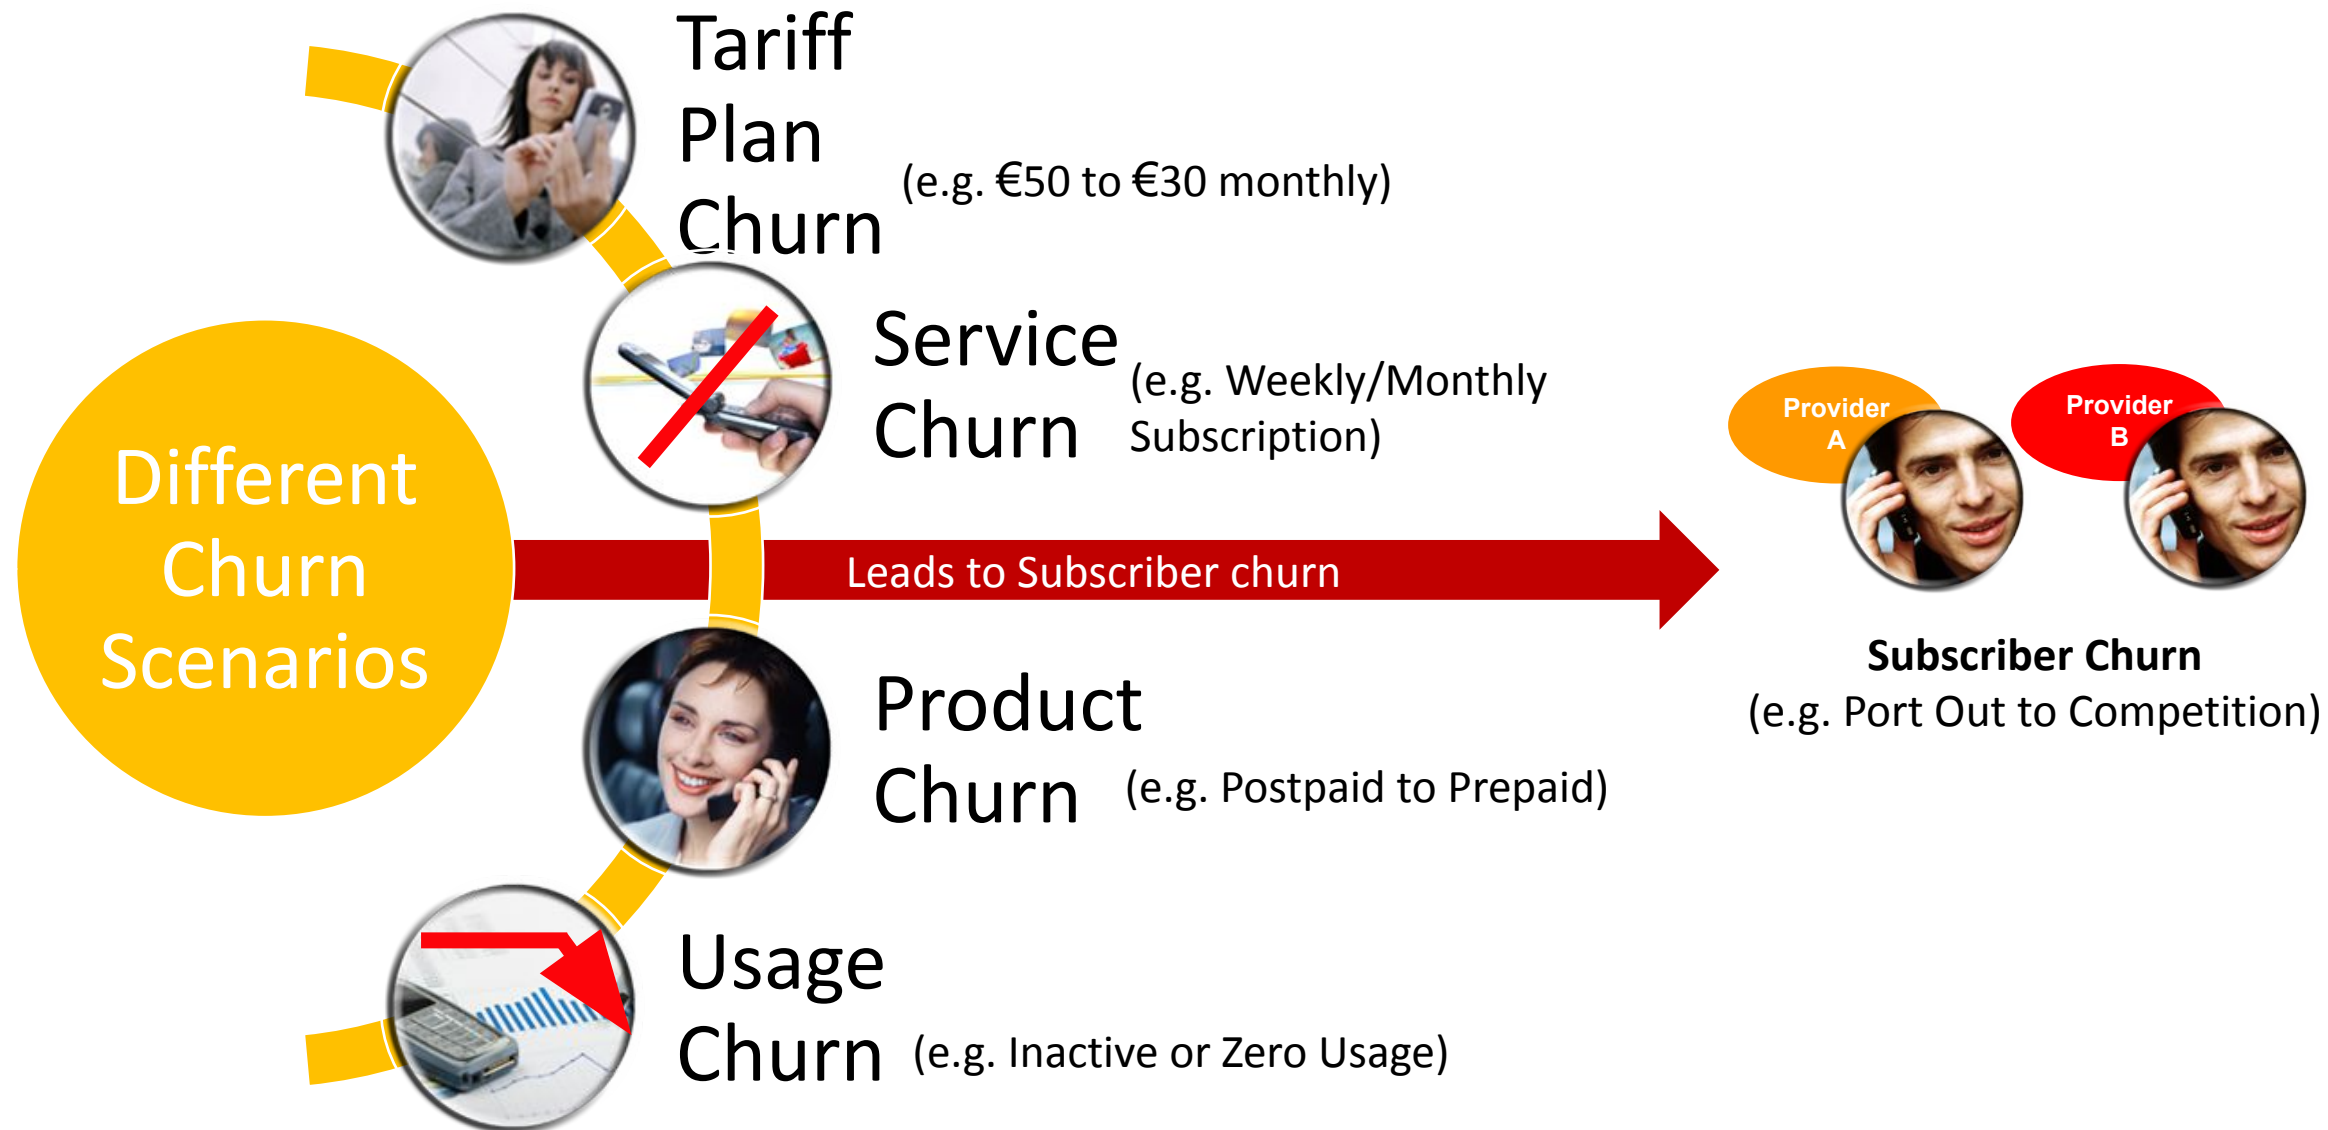 Different
Churn
Scenarios
Tariff
Plan
Churn
(e.g. €50 to €30 monthly)
Service
Churn
(e.g. Weekly/Monthly
Subscription)
Leads to Subscriber churn
Product
Churn
(e.g. Postpaid to Prepaid)
Usage
Churn
(e.g. Inactive or Zero Usage)
Provider
A
Provider
B
Subscriber Churn
(e.g. Port Out to Competition)